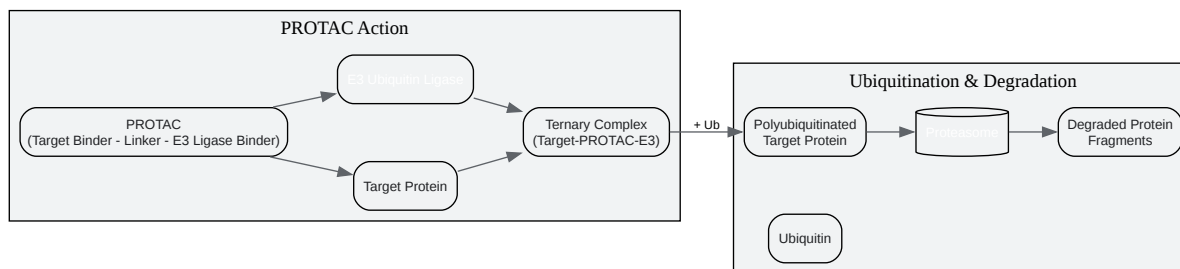 PROTAC Action
E3 Ubiquitin Ligase
PROTAC
(Target Binder - Linker - E3 Ligase Binder)
Target Protein
Ternary Complex
(Target-PROTAC-E3)
+ Ub
Ubiquitination & Degradation
Polyubiquitinated
Target Protein
Proteasome
Degraded Protein
Fragments
Ubiquitin